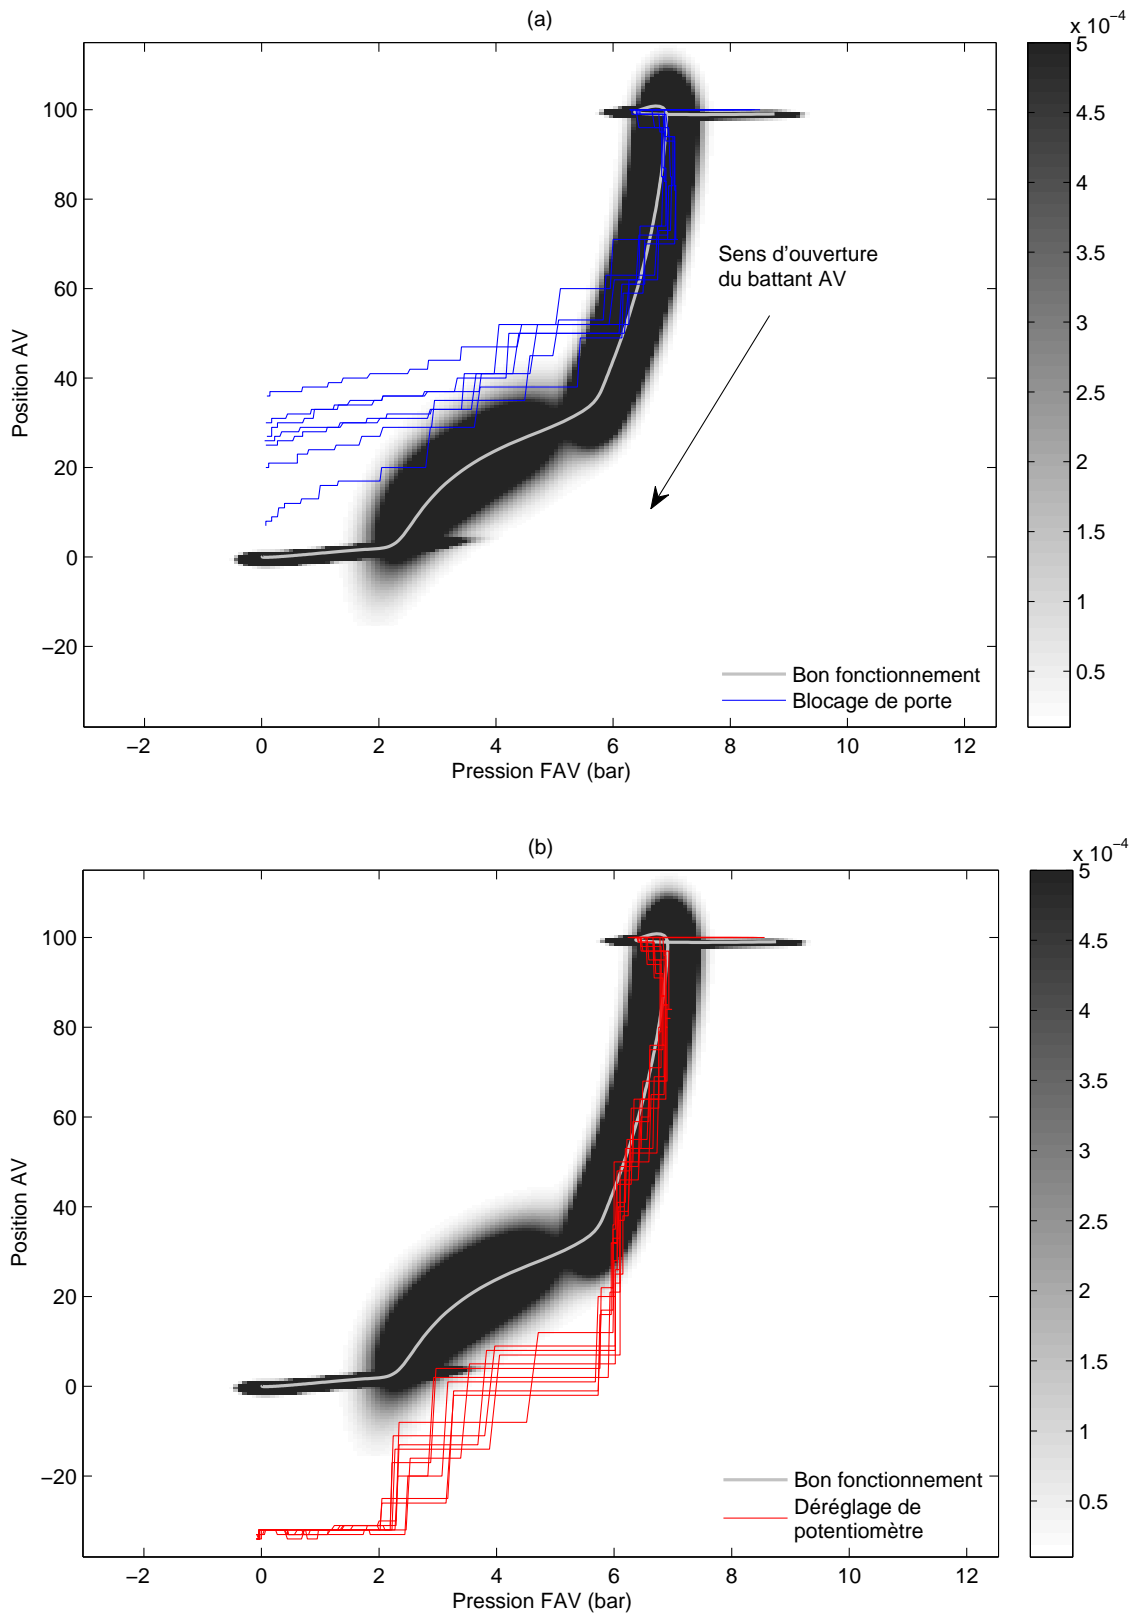 (a)
x 10⁻⁴
100
80
60
40
20
0
−20
Position AV
Sens d'ouverture
du battant AV
Bon fonctionnement
Blocage de porte
−2 0 2 4 6 8 10 12
Pression FAV (bar)
5
4.5
4
3.5
3
2.5
2
1.5
1
0.5
(b)
x 10⁻⁴
100
80
60
40
20
0
−20
Position AV
Bon fonctionnement
Déréglage de
potentiomètre
−2 0 2 4 6 8 10 12
Pression FAV (bar)
5
4.5
4
3.5
3
2.5
2
1.5
1
0.5